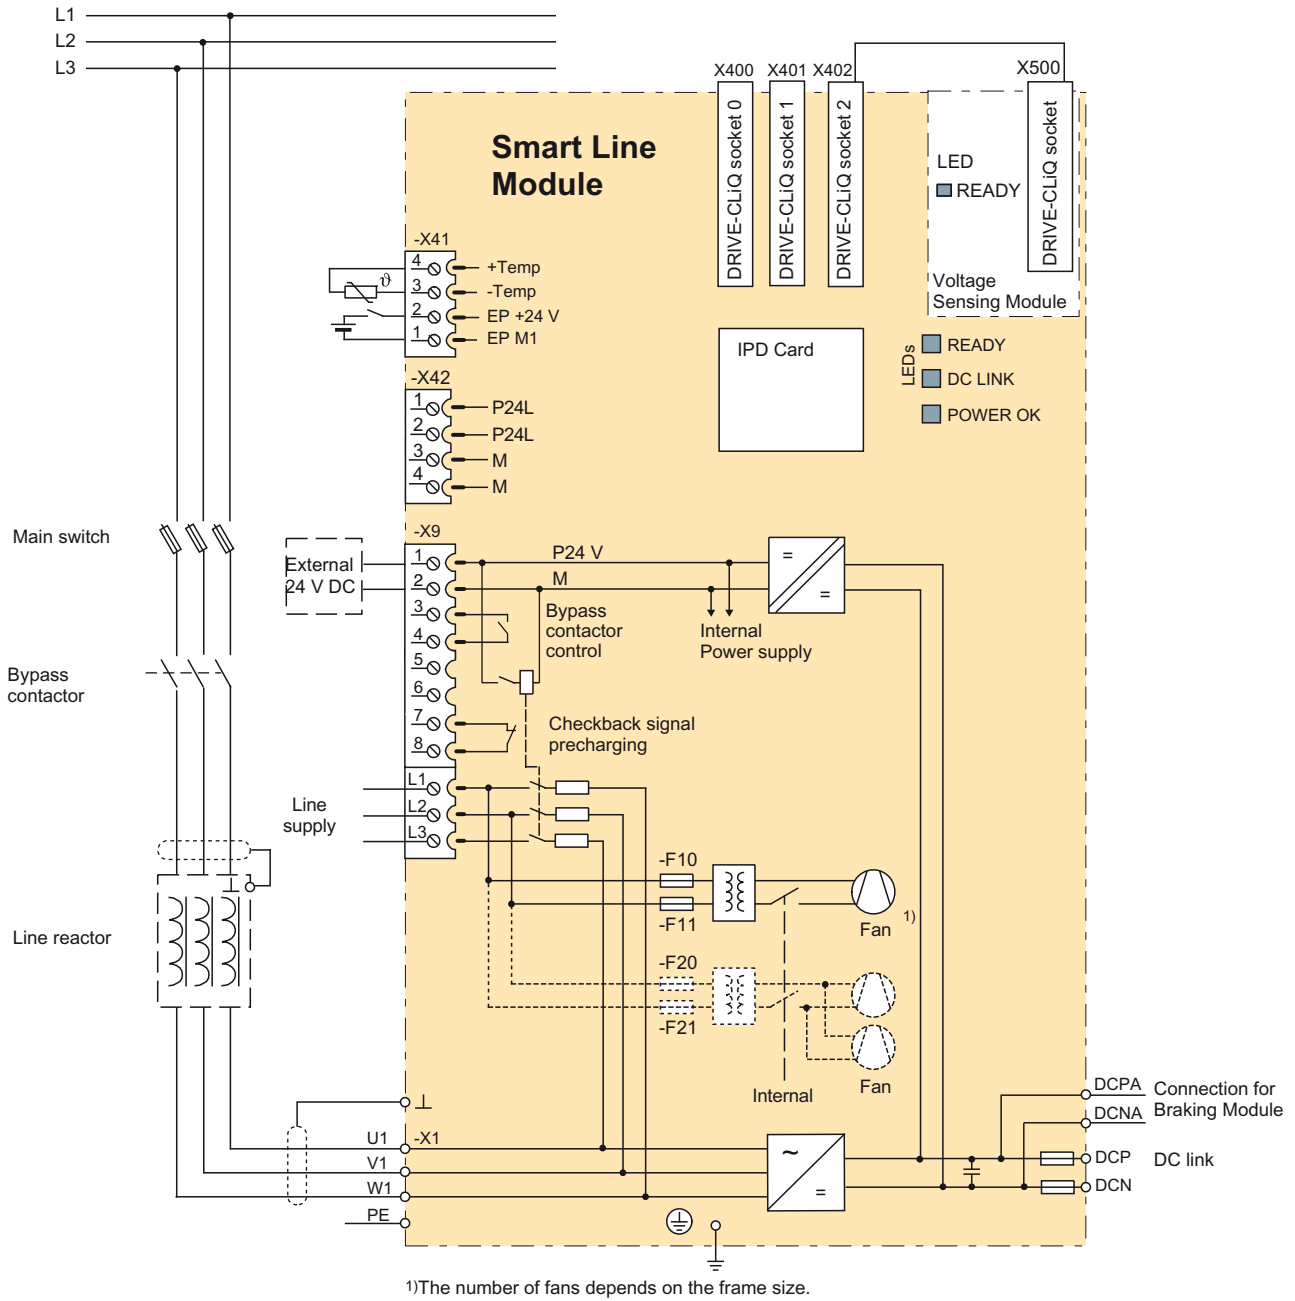 L1
L2
L3
X400
X401
X402
X500
DRIVE-CLiQ socket 0
DRIVE-CLiQ socket 1
DRIVE-CLiQ socket 2
DRIVE-CLiQ socket
Smart Line
Module
LED
READY
Voltage
Sensing Module
-X41
4
+Temp
ϑ
3
-Temp
2
EP +24 V
1
EP M1
IPD Card
LEDs
READY
DC LINK
POWER OK
-X42
1
P24L
2
P24L
3
M
4
M
Main switch
-X9
External
24 V DC
1
P24 V
2
M
=
=
3
4
5
6
7
8
Bypass
contactor
control
Internal
Power supply
Bypass
contactor
Checkback signal
precharging
L1
L2
L3
Line
supply
-F10
-F11
Fan
1)
Line reactor
-F20
-F21
Fan
Internal
DCPA
DCNA
Connection for
Braking Module
U1
-X1
V1
W1
PE
~
=
DCP
DCN
DC link
1)The number of fans depends on the frame size.